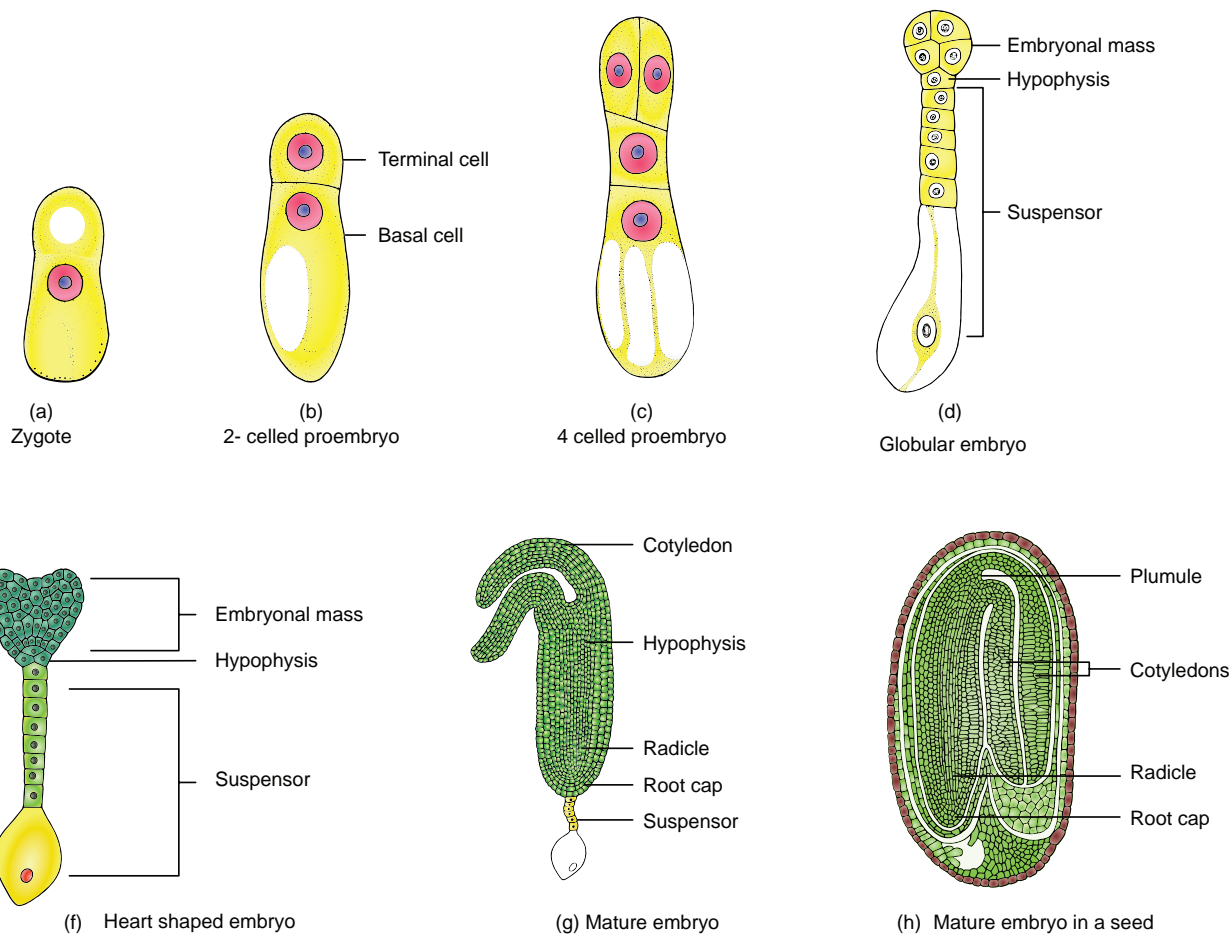 Terminal cell
Basal cell
Embryonal mass
Hypophysis
Suspensor
(a)
Zygote
(b)
2- celled proembryo
(c)
4 celled proembryo
(d)
Globular embryo
Embryonal mass
Hypophysis
Suspensor
(f) Heart shaped embryo
Cotyledon
Hypophysis
Radicle
Root cap
Suspensor
(g) Mature embryo
Plumule
Cotyledons
Radicle
Root cap
(h) Mature embryo in a seed